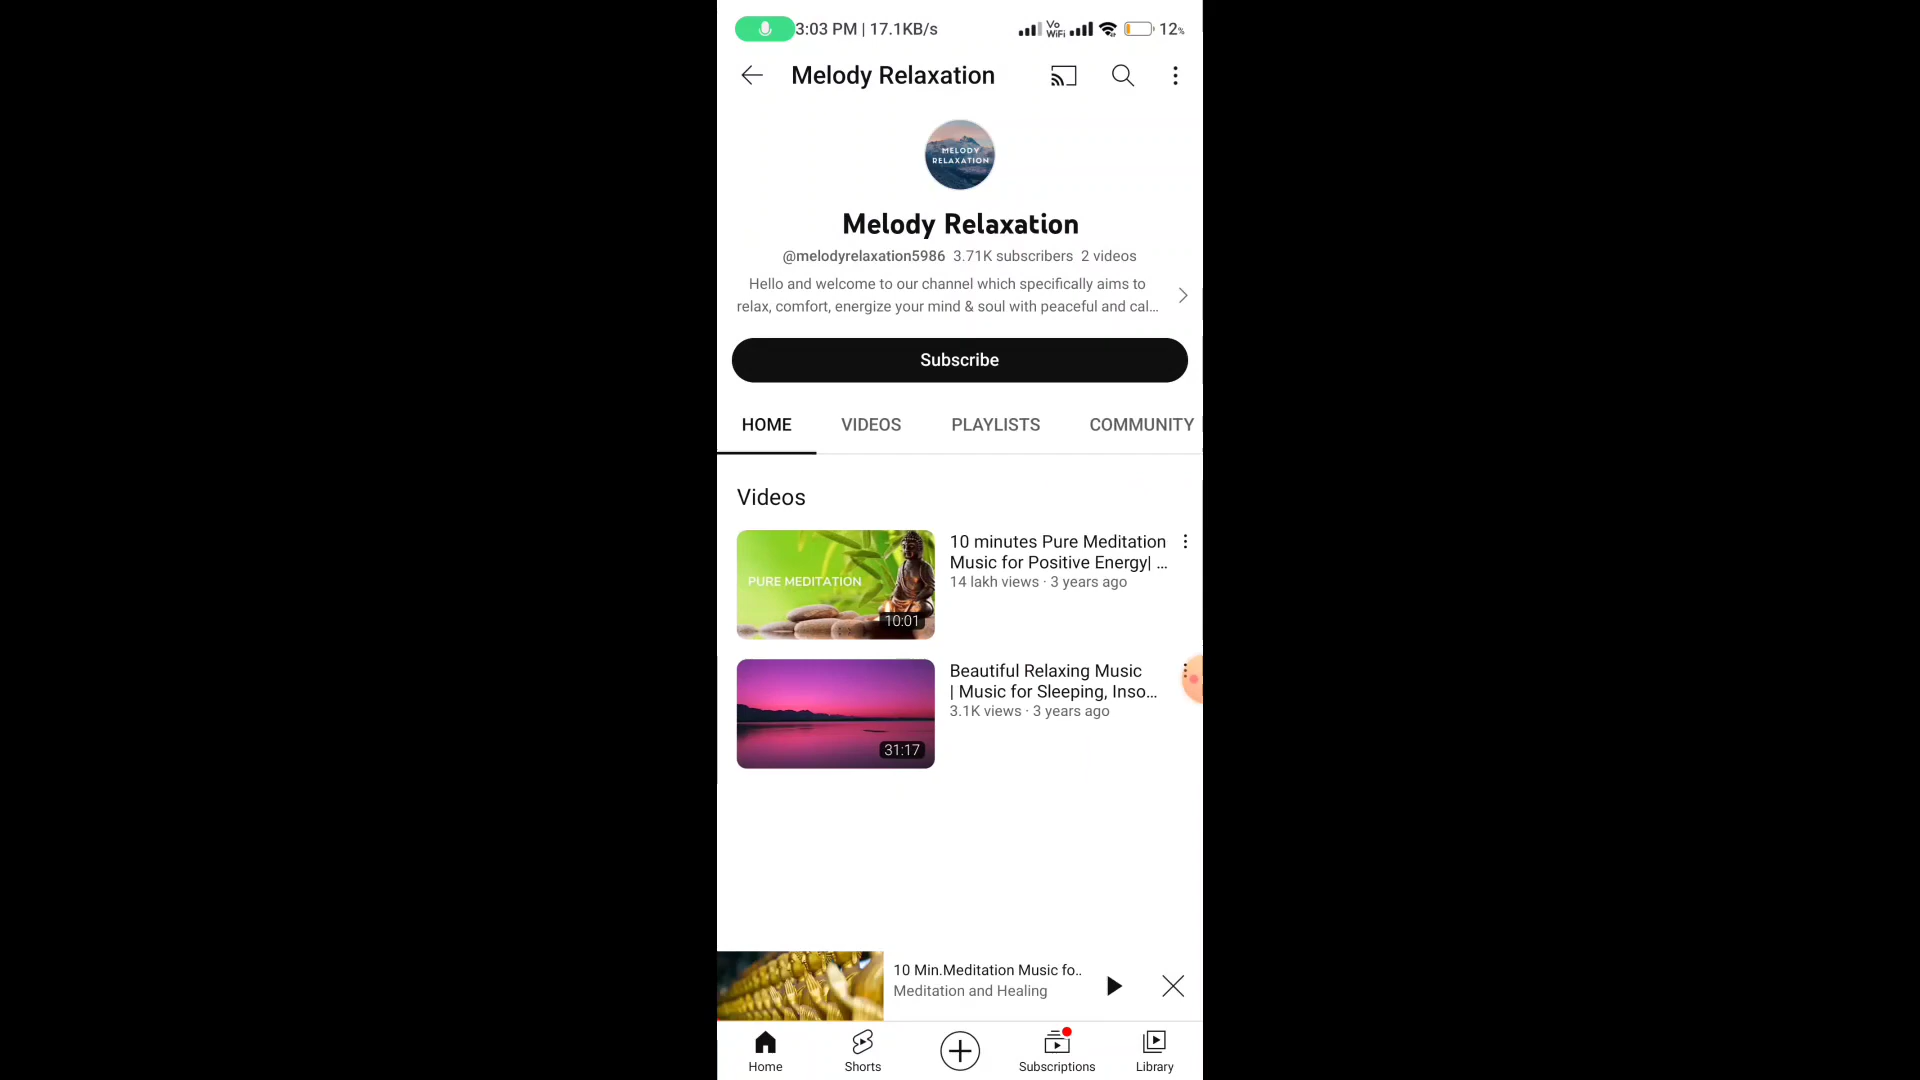 3:03 PM | 17.1KB/s Vo WiFi 12%
Melody Relaxation
MELODY
RELAXATION
Melody Relaxation
@melodyrelaxation5986 3.71K subscribers 2 videos
Hello and welcome to our channel which specifically aims to
relax, comfort, energize your mind & soul with peaceful and cal...
Subscribe
HOME VIDEOS PLAYLISTS COMMUNITY
Videos
PURE MEDITATION
10:01
10 minutes Pure Meditation
Music for Positive Energy| ...
14 lakh views · 3 years ago
31:17
Beautiful Relaxing Music
| Music for Sleeping, Inso...
3.1K views · 3 years ago
10 Min.Meditation Music fo..
Meditation and Healing
Home Shorts Subscriptions Library